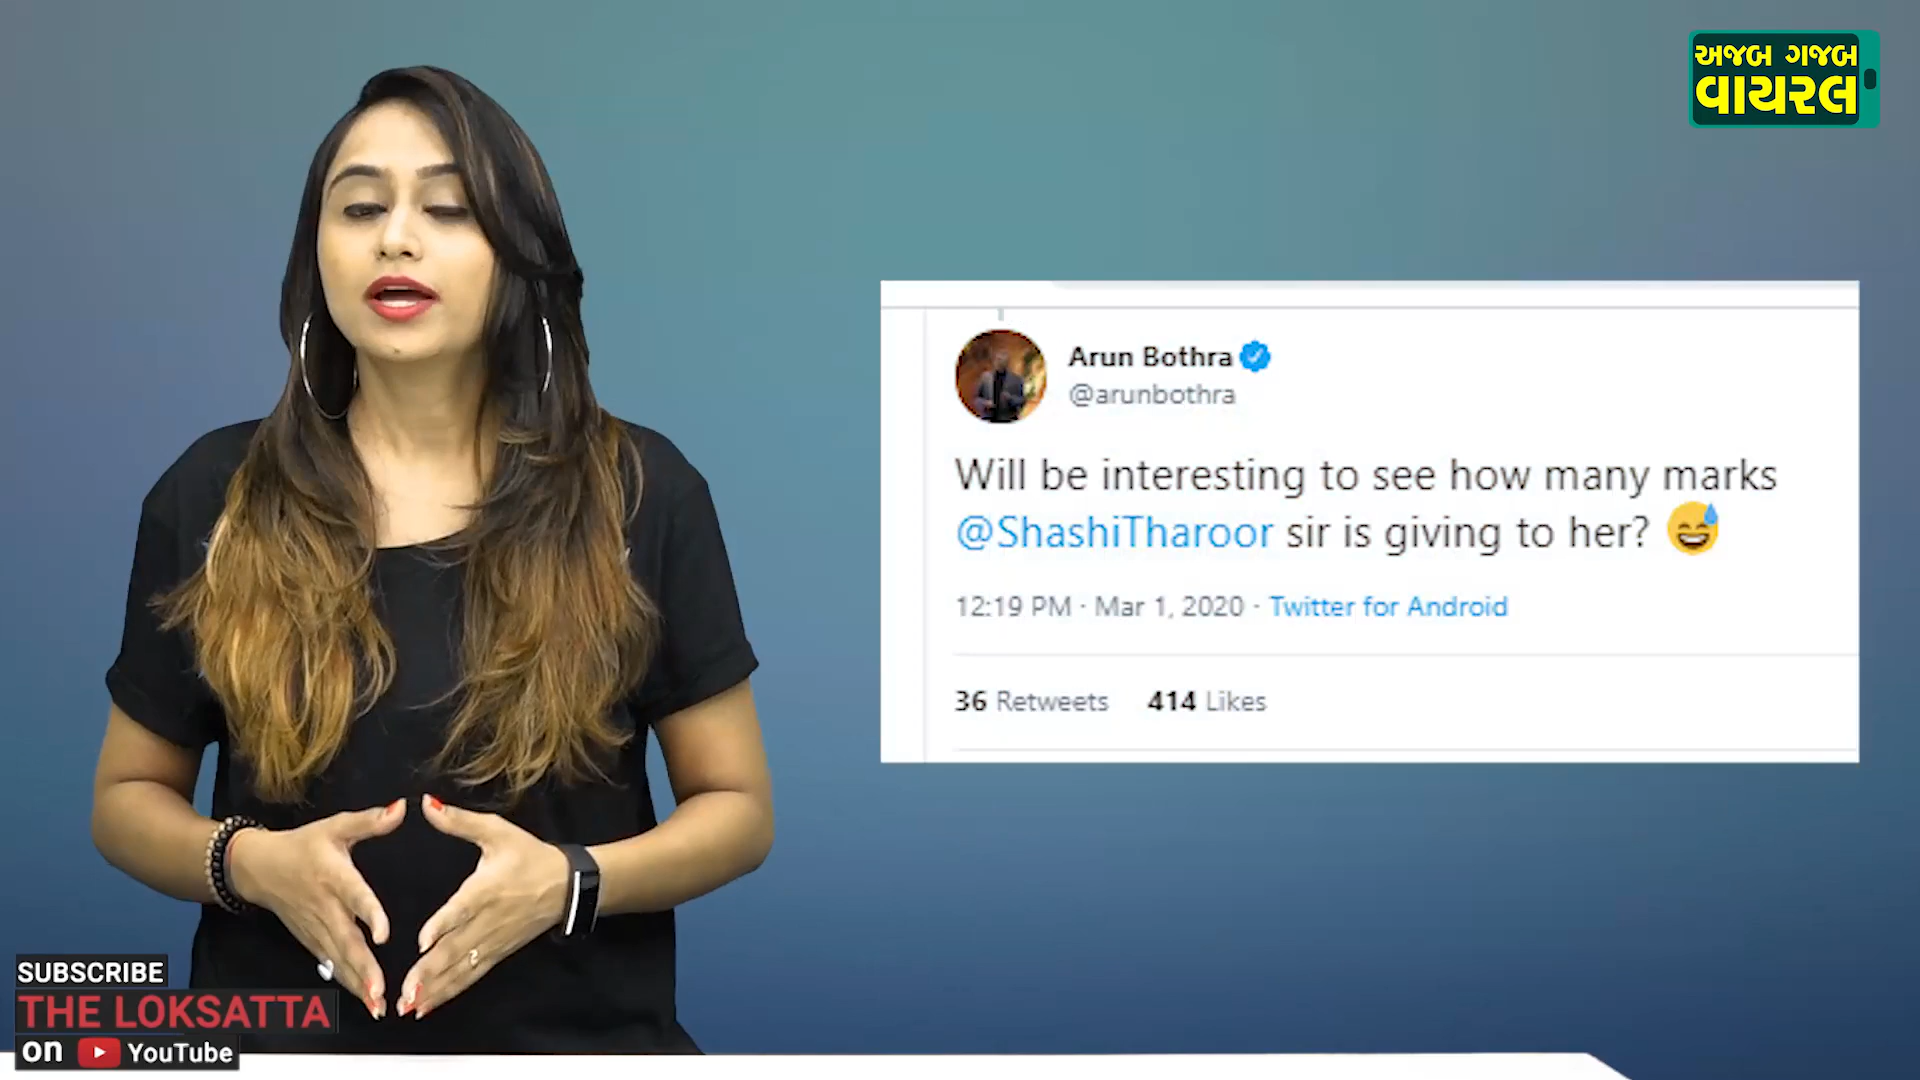 અજબ ગજબ
વાયરલ
Arun Bothra
@arunbothra
Will be interesting to see how many marks
@ShashiTharoor sir is giving to her? 😅
12:19 PM · Mar 1, 2020 · Twitter for Android
36 Retweets 414 Likes
SUBSCRIBE
THE LOKSATTA
on YouTube